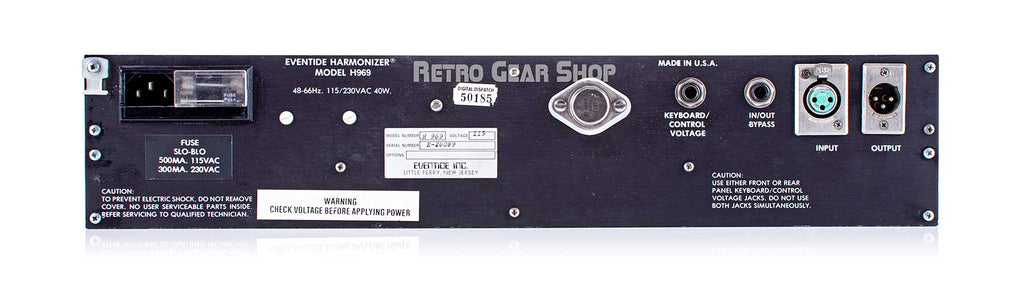 EVENTIDE HARMONIZER®
MODEL H969
48-66Hz. 115/230VAC 40W.
RETRO GEAR SHOP
DIGITAL DISPATCH
50185
MADE IN U.S.A.
KEYBOARD/
CONTROL
VOLTAGE
IN/OUT
BYPASS
PUSH
INPUT
OUTPUT
FUSE
SLO-BLO
500MA. 115VAC
300MA. 230VAC
MODEL NUMBER H 969 VOLTAGE 115
SERIAL NUMBER E-20089
OPTIONS
EVENTIDE INC.
LITTLE FERRY, NEW JERSEY
CAUTION:
TO PREVENT ELECTRIC SHOCK, DO NOT REMOVE
COVER. NO USER SERVICEABLE PARTS INSIDE.
REFER SERVICING TO QUALIFIED TECHNICIAN.
WARNING
CHECK VOLTAGE BEFORE APPLYING POWER
CAUTION:
USE EITHER FRONT OR REAR
PANEL KEYBOARD/CONTROL
VOLTAGE JACKS. DO NOT USE
BOTH JACKS SIMULTANEOUSLY.